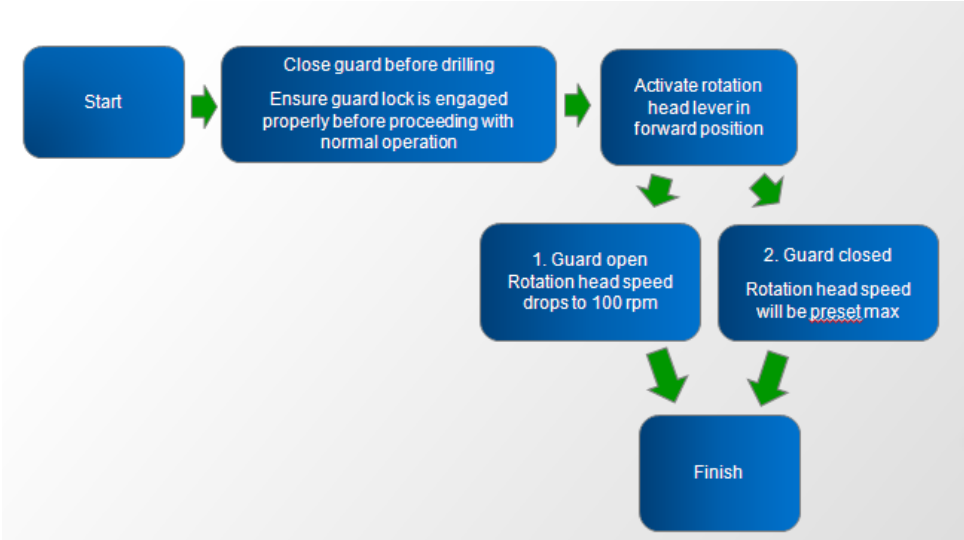 Start
Close guard before drilling
Ensure guard lock is engaged
properly before proceeding with
normal operation
Activate rotation
head lever in
forward position
1. Guard open
Rotation head speed
drops to 100 rpm
2. Guard closed
Rotation head speed
will be preset max
Finish